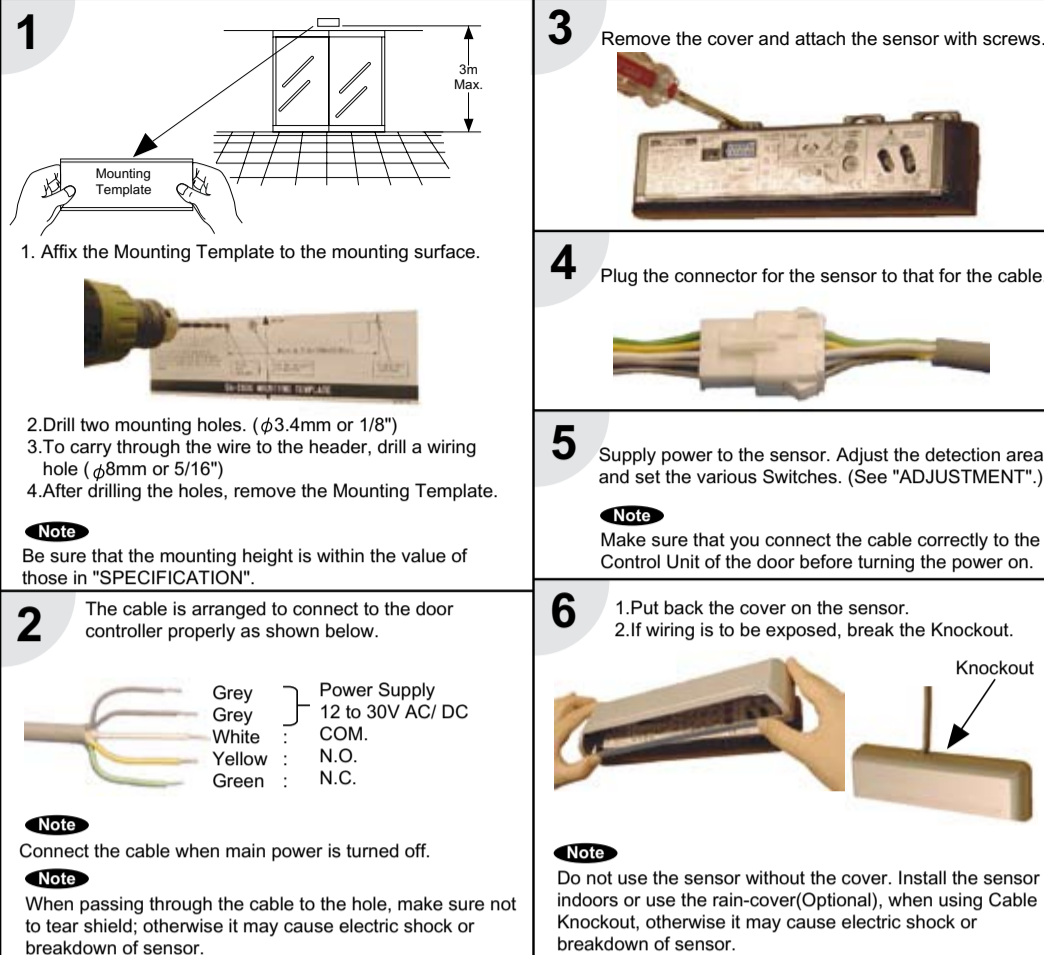 1
3m
Max.
Mounting
Template
1. Affix the Mounting Template to the mounting surface.
MOUNTING TEMPLATE
2.Drill two mounting holes. (ϕ3.4mm or 1/8")
3.To carry through the wire to the header, drill a wiring
hole ( ϕ8mm or 5/16")
4.After drilling the holes, remove the Mounting Template.
Note
Be sure that the mounting height is within the value of
those in "SPECIFICATION".
2
The cable is arranged to connect to the door
controller properly as shown below.
Grey
Grey
Power Supply
12 to 30V AC/ DC
White : COM.
Yellow : N.O.
Green : N.C.
Note
Connect the cable when main power is turned off.
Note
When passing through the cable to the hole, make sure not
to tear shield; otherwise it may cause electric shock or
breakdown of sensor.
3
Remove the cover and attach the sensor with screws.
4
Plug the connector for the sensor to that for the cable.
5
Supply power to the sensor. Adjust the detection area
and set the various Switches. (See "ADJUSTMENT".)
Note
Make sure that you connect the cable correctly to the
Control Unit of the door before turning the power on.
6
1.Put back the cover on the sensor.
2.If wiring is to be exposed, break the Knockout.
Knockout
Note
Do not use the sensor without the cover. Install the sensor
indoors or use the rain-cover(Optional), when using Cable
Knockout, otherwise it may cause electric shock or
breakdown of sensor.